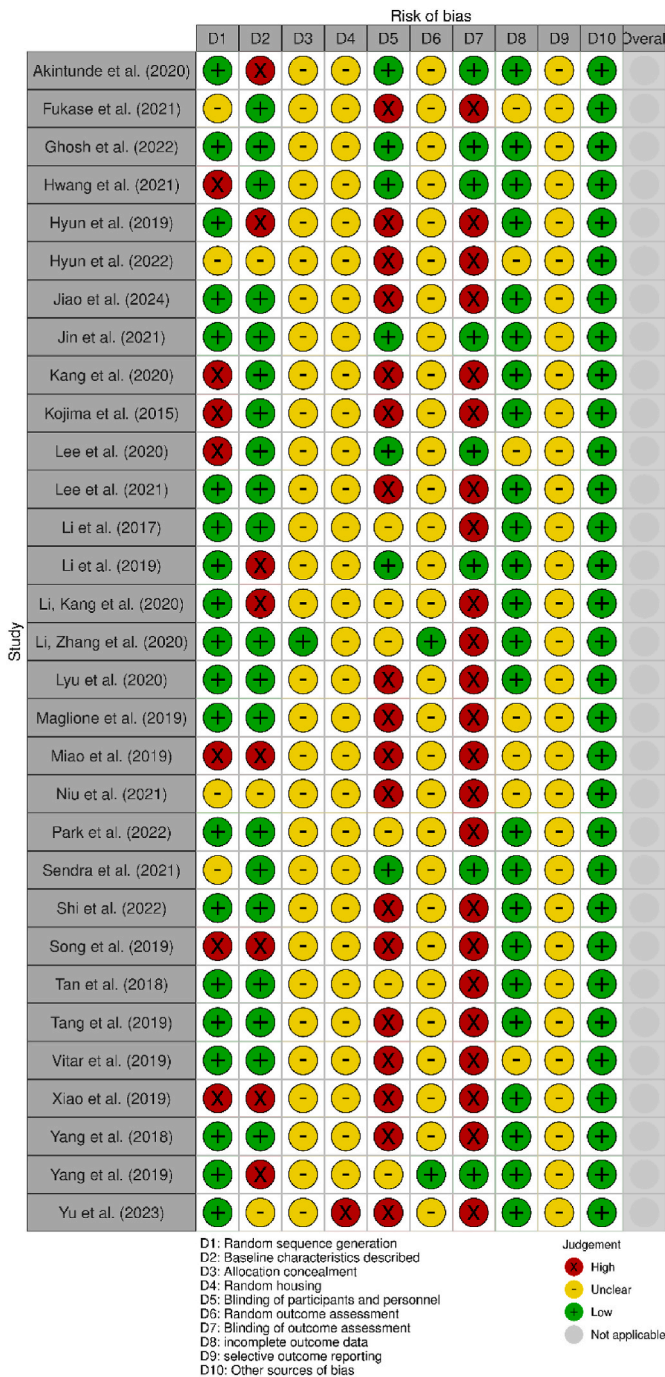 Risk of bias
D1 D2 D3 D4 D5 D6 D7 D8 D9 D10 Overall
Study
Akintunde et al. (2020) + X - - + - + + - +
Fukase et al. (2021) - + - - X - X - - +
Ghosh et al. (2022) + + - - + - + + - +
Hwang et al. (2021) X + - - + - + + - +
Hyun et al. (2019) + X - - X - X + - +
Hyun et al. (2022) - - - - X - X - - +
Jiao et al. (2024) + + - - X - X + - +
Jin et al. (2021) + + - - + - + + - +
Kang et al. (2020) X + - - X - X + - +
Kojima et al. (2015) X + - - X - X + - +
Lee et al. (2020) X + - - + - + - - +
Lee et al. (2021) + + - - X - X + - +
Li et al. (2017) + + - - - - X + - +
Li et al. (2019) + X - - + - + + - +
Li, Kang et al. (2020) + X - - - - X + - +
Li, Zhang et al. (2020) + + + - - + X + - +
Lyu et al. (2020) + + - - X - X + - +
Maglione et al. (2019) + + - - X - X - - +
Miao et al. (2019) X X - - X - X - - +
Niu et al. (2021) - - - - X - X - - +
Park et al. (2022) + + - - - - X + - +
Sendra et al. (2021) - + - - + - + + - +
Shi et al. (2022) + + - - X - X + - +
Song et al. (2019) X X - - X - X + - +
Tan et al. (2018) + + - - - - X + - +
Tang et al. (2019) + + - - X - X + - +
Vitar et al. (2019) + + - - X - X - - +
Xiao et al. (2019) X X - - X - X + - +
Yang et al. (2018) + + - - X - X + - +
Yang et al. (2019) + X - - - + + + - +
Yu et al. (2023) + - - X X - X + - +
D1: Random sequence generation
D2: Baseline characteristics described
D3: Allocation concealment
D4: Random housing
D5: Blinding of participants and personnel
D6: Random outcome assessment
D7: Blinding of outcome assessment
D8: incomplete outcome data
D9: selective outcome reporting
D10: Other sources of bias
Judgement
X High
- Unclear
+ Low
Not applicable